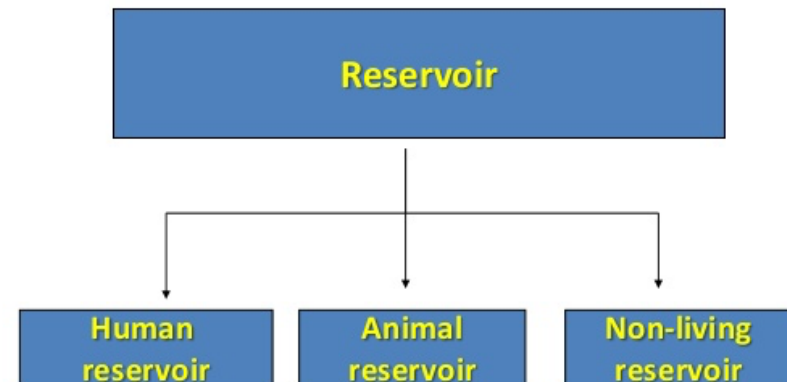 Reservoir
Human
reservoir
Animal
reservoir
Non-living
reservoir